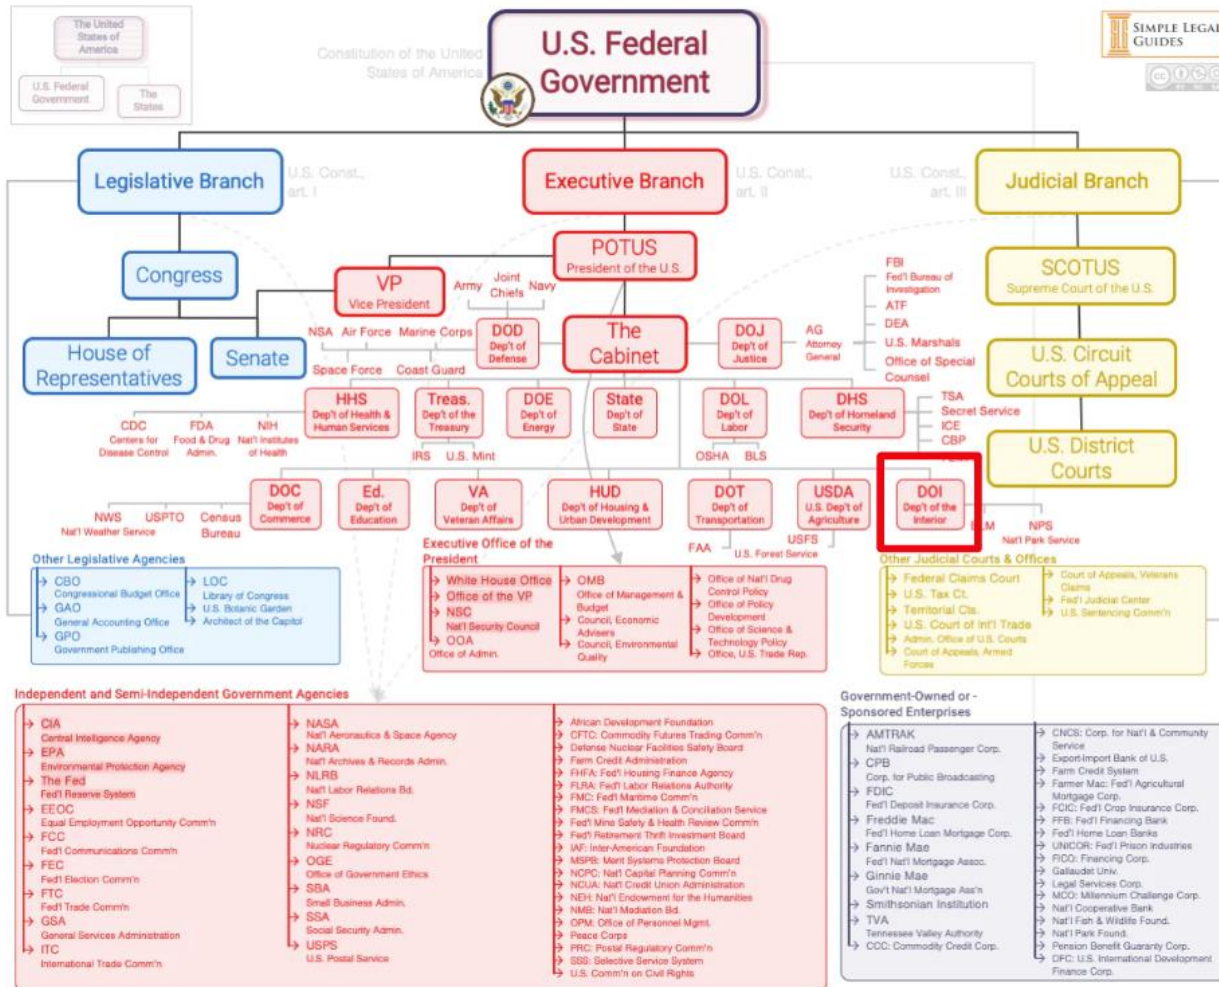 The United
States of
America
U.S. Federal
Government
The
States
Constitution of the United
States of America
U.S. Federal
Government
SIMPLE LEGAL
GUIDES
Legislative Branch
U.S. Const.,
art. I
Executive Branch
U.S. Const.,
art. II
U.S. Const.,
art. III
Judicial Branch
Congress
House of
Representatives
Senate
POTUS
President of the U.S.
VP
Vice President
Army
Joint
Chiefs
Navy
NSA
Air Force
Marine Corps
Space Force
Coast Guard
DOD
Dep't of
Defense
The
Cabinet
DOJ
Dep't of
Justice
AG
Attorney
General
FBI
Fed'l Bureau of
Investigation
ATF
DEA
U.S. Marshals
Office of Special
Counsel
SCOTUS
Supreme Court of the U.S.
U.S. Circuit
Courts of Appeal
U.S. District
Courts
HHS
Dep't of Health &
Human Services
CDC
Centers for
Disease Control
FDA
Food & Drug
Admin.
NIH
Nat'l Institutes
of Health
Treas.
Dep't of the
Treasury
IRS
U.S. Mint
DOE
Dep't of
Energy
State
Dep't of
State
DOL
Dep't of
Labor
OSHA
BLS
DHS
Dep't of Homeland
Security
TSA
Secret Service
ICE
CBP
DOC
Dep't of
Commerce
NWS
Nat'l Weather Service
USPTO
Census
Bureau
Ed.
Dep't of
Education
VA
Dep't of
Veteran Affairs
HUD
Dep't of Housing &
Urban Development
DOT
Dep't of
Transportation
FAA
USDA
U.S. Dep't of
Agriculture
USFS
U.S. Forest Service
DOI
Dep't of the
Interior
NPS
Nat'l Park Service
Other Legislative Agencies
CBO
Congressional Budget Office
GAO
General Accounting Office
GPO
Government Publishing Office
LOC
Library of Congress
U.S. Botanic Garden
Architect of the Capitol
Executive Office of the
President
White House Office
Office of the VP
NSC
Nat'l Security Council
OOA
Office of Admin.
OMB
Office of Management &
Budget
Council, Economic
Advisers
Council, Environmental
Quality
Office of Nat'l Drug
Control Policy
Office of Policy
Development
Office of Science &
Technology Policy
Office, U.S. Trade Rep.
Other Judicial Courts & Offices
Federal Claims Court
U.S. Tax Ct.
Territorial Cts.
U.S. Court of Int'l Trade
Admin. Office of U.S. Courts
Court of Appeals, Armed
Forces
Court of Appeals, Veterans
Claims
Fed'l Judicial Center
U.S. Sentencing Comm'n
Independent and Semi-Independent Government Agencies
CIA
Central Intelligence Agency
EPA
Environmental Protection Agency
The Fed
Fed'l Reserve System
EEOC
Equal Employment Opportunity Comm'n
FCC
Fed'l Communications Comm'n
FEC
Fed'l Election Comm'n
FTC
Fed'l Trade Comm'n
GSA
General Services Administration
ITC
International Trade Comm'n
NASA
Nat'l Aeronautics & Space Agency
NARA
Nat'l Archives & Records Admin.
NLRB
Nat'l Labor Relations Bd.
NSF
Nat'l Science Found.
NRC
Nuclear Regulatory Comm'n
OGE
Office of Government Ethics
SBA
Small Business Admin.
SSA
Social Security Admin.
USPS
U.S. Postal Service
African Development Foundation
CFTC: Commodity Futures Trading Comm'n
Defense Nuclear Facilities Safety Board
Farm Credit Administration
FHFA: Fed'l Housing Finance Agency
FLRA: Fed'l Labor Relations Authority
FMC: Fed'l Maritime Comm'n
FMCS: Fed'l Mediation & Conciliation Service
Fed'l Mine Safety & Health Review Comm'n
Fed'l Retirement Thrift Investment Board
IAF: Inter-American Foundation
MSPB: Merit Systems Protection Board
NCPC: Nat'l Capital Planning Comm'n
NCUA: Nat'l Credit Union Administration
NEH: Nat'l Endowment for the Humanities
NMB: Nat'l Mediation Bd.
OPM: Office of Personnel Mgmt.
Peace Corps
PRC: Postal Regulatory Comm'n
SSS: Selective Service System
U.S. Comm'n on Civil Rights
Government-Owned or -
Sponsored Enterprises
AMTRAK
Nat'l Railroad Passenger Corp.
CPB
Corp. for Public Broadcasting
FDIC
Fed'l Deposit Insurance Corp.
Freddie Mac
Fed'l Home Loan Mortgage Corp.
Fannie Mae
Fed'l Nat'l Mortgage Assoc.
Ginnie Mae
Gov't Nat'l Mortgage Ass'n
Smithsonian Institution
TVA
Tennessee Valley Authority
CCC: Commodity Credit Corp.
CNCS: Corp. for Nat'l & Community
Service
Export-Import Bank of U.S.
Farm Credit System
Farmer Mac: Fed'l Agricultural
Mortgage Corp.
FCIC: Fed'l Crop Insurance Corp.
FFB: Fed'l Financing Bank
Fed'l Home Loan Banks
UNICOR: Fed'l Prison Industries
FICO: Financing Corp.
Gallaudet Univ.
Legal Services Corp.
MCO: Millennium Challenge Corp.
Nat'l Cooperative Bank
Nat'l Fish & Wildlife Found.
Nat'l Park Found.
Pension Benefit Guaranty Corp.
DFC: U.S. International Development
Finance Corp.